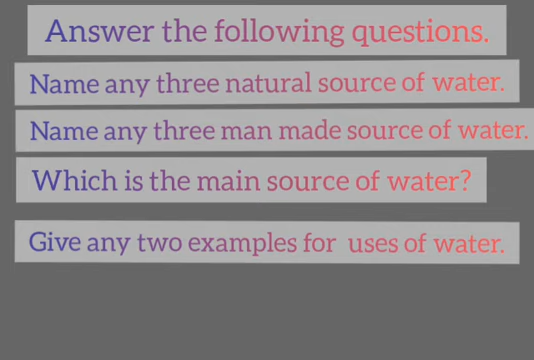 Answer the following questions.
Name any three natural source of water.
Name any three man made source of water.
Which is the main source of water?
Give any two examples for uses of water.